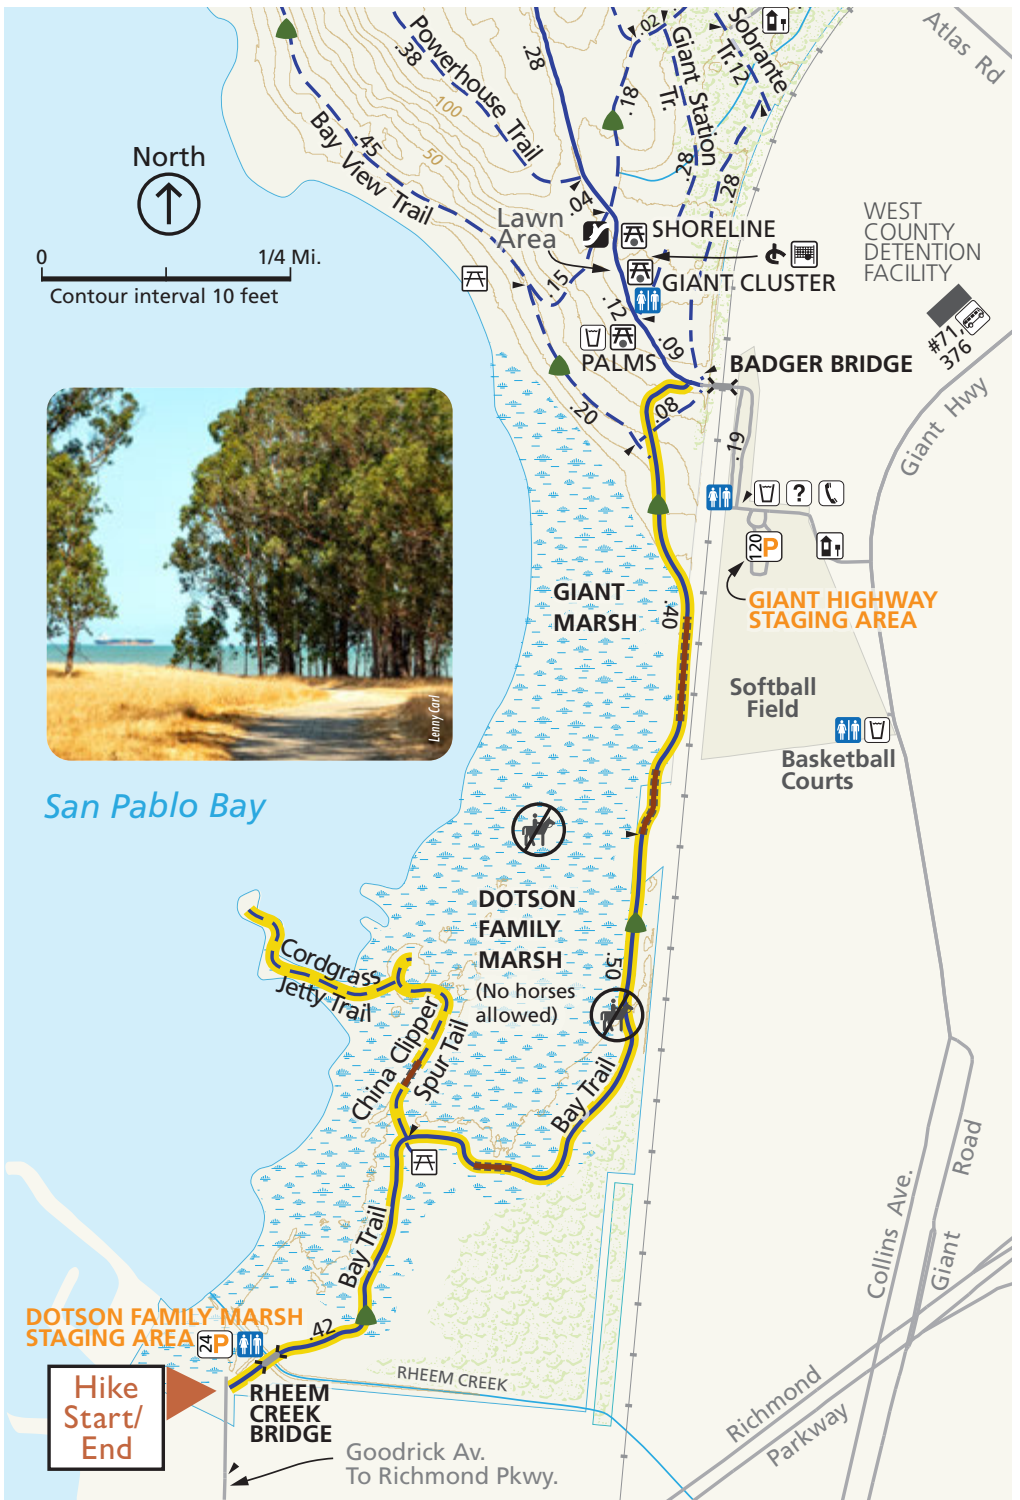 Atlas Rd
Sobrante
Tr.12
.02
Powerhouse Trail
.38
.28
Giant Station
Tr.
.18
.28
.28
100
50
.45
Bay View Trail
North
0
1/4 Mi.
Contour interval 10 feet
.04
Lawn
Area
SHORELINE
WEST
COUNTY
DETENTION
FACILITY
GIANT CLUSTER
.15
.12
#71,
376
PALMS
.09
BADGER BRIDGE
.20
.08
Giant Hwy
.19
?
120
P
GIANT HIGHWAY
STAGING AREA
GIANT
MARSH
.40
Softball
Field
Basketball
Courts
Lenny Carl
San Pablo Bay
DOTSON
FAMILY
MARSH
(No horses
allowed)
.50
Cordgrass
Jetty Trail
China Clipper
Spur Tail
Bay Trail
Bay Trail
Collins Ave.
Giant
Road
DOTSON FAMILY MARSH
STAGING AREA
24
P
.42
Hike
Start/
End
RHEEM
CREEK
BRIDGE
RHEEM CREEK
Goodrick Av.
To Richmond Pkwy.
Richmond
Parkway